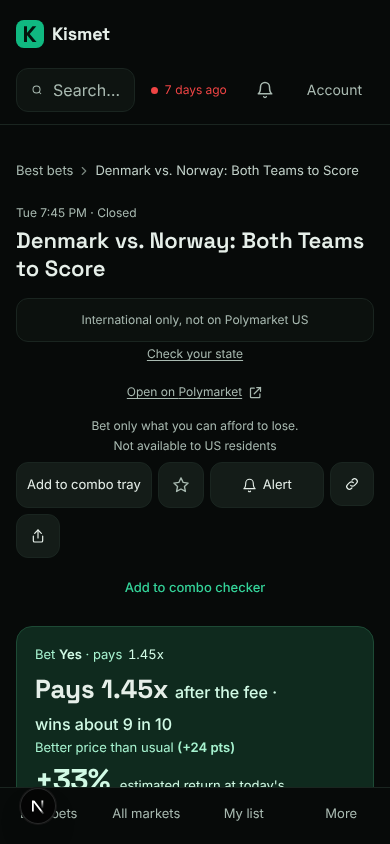 Kismet
Search...
7 days ago
Account
Best bets > Denmark vs. Norway: Both Teams to Score
Tue 7:45 PM · Closed
Denmark vs. Norway: Both Teams
to Score
International only, not on Polymarket US
Check your state
Open on Polymarket
Bet only what you can afford to lose.
Not available to US residents
Add to combo tray
Alert
Add to combo checker
Bet Yes · pays 1.45x
Pays 1.45x after the fee ·
wins about 9 in 10
Better price than usual (+24 pts)
+33% estimated return at today's
N
bets
All markets
My list
More